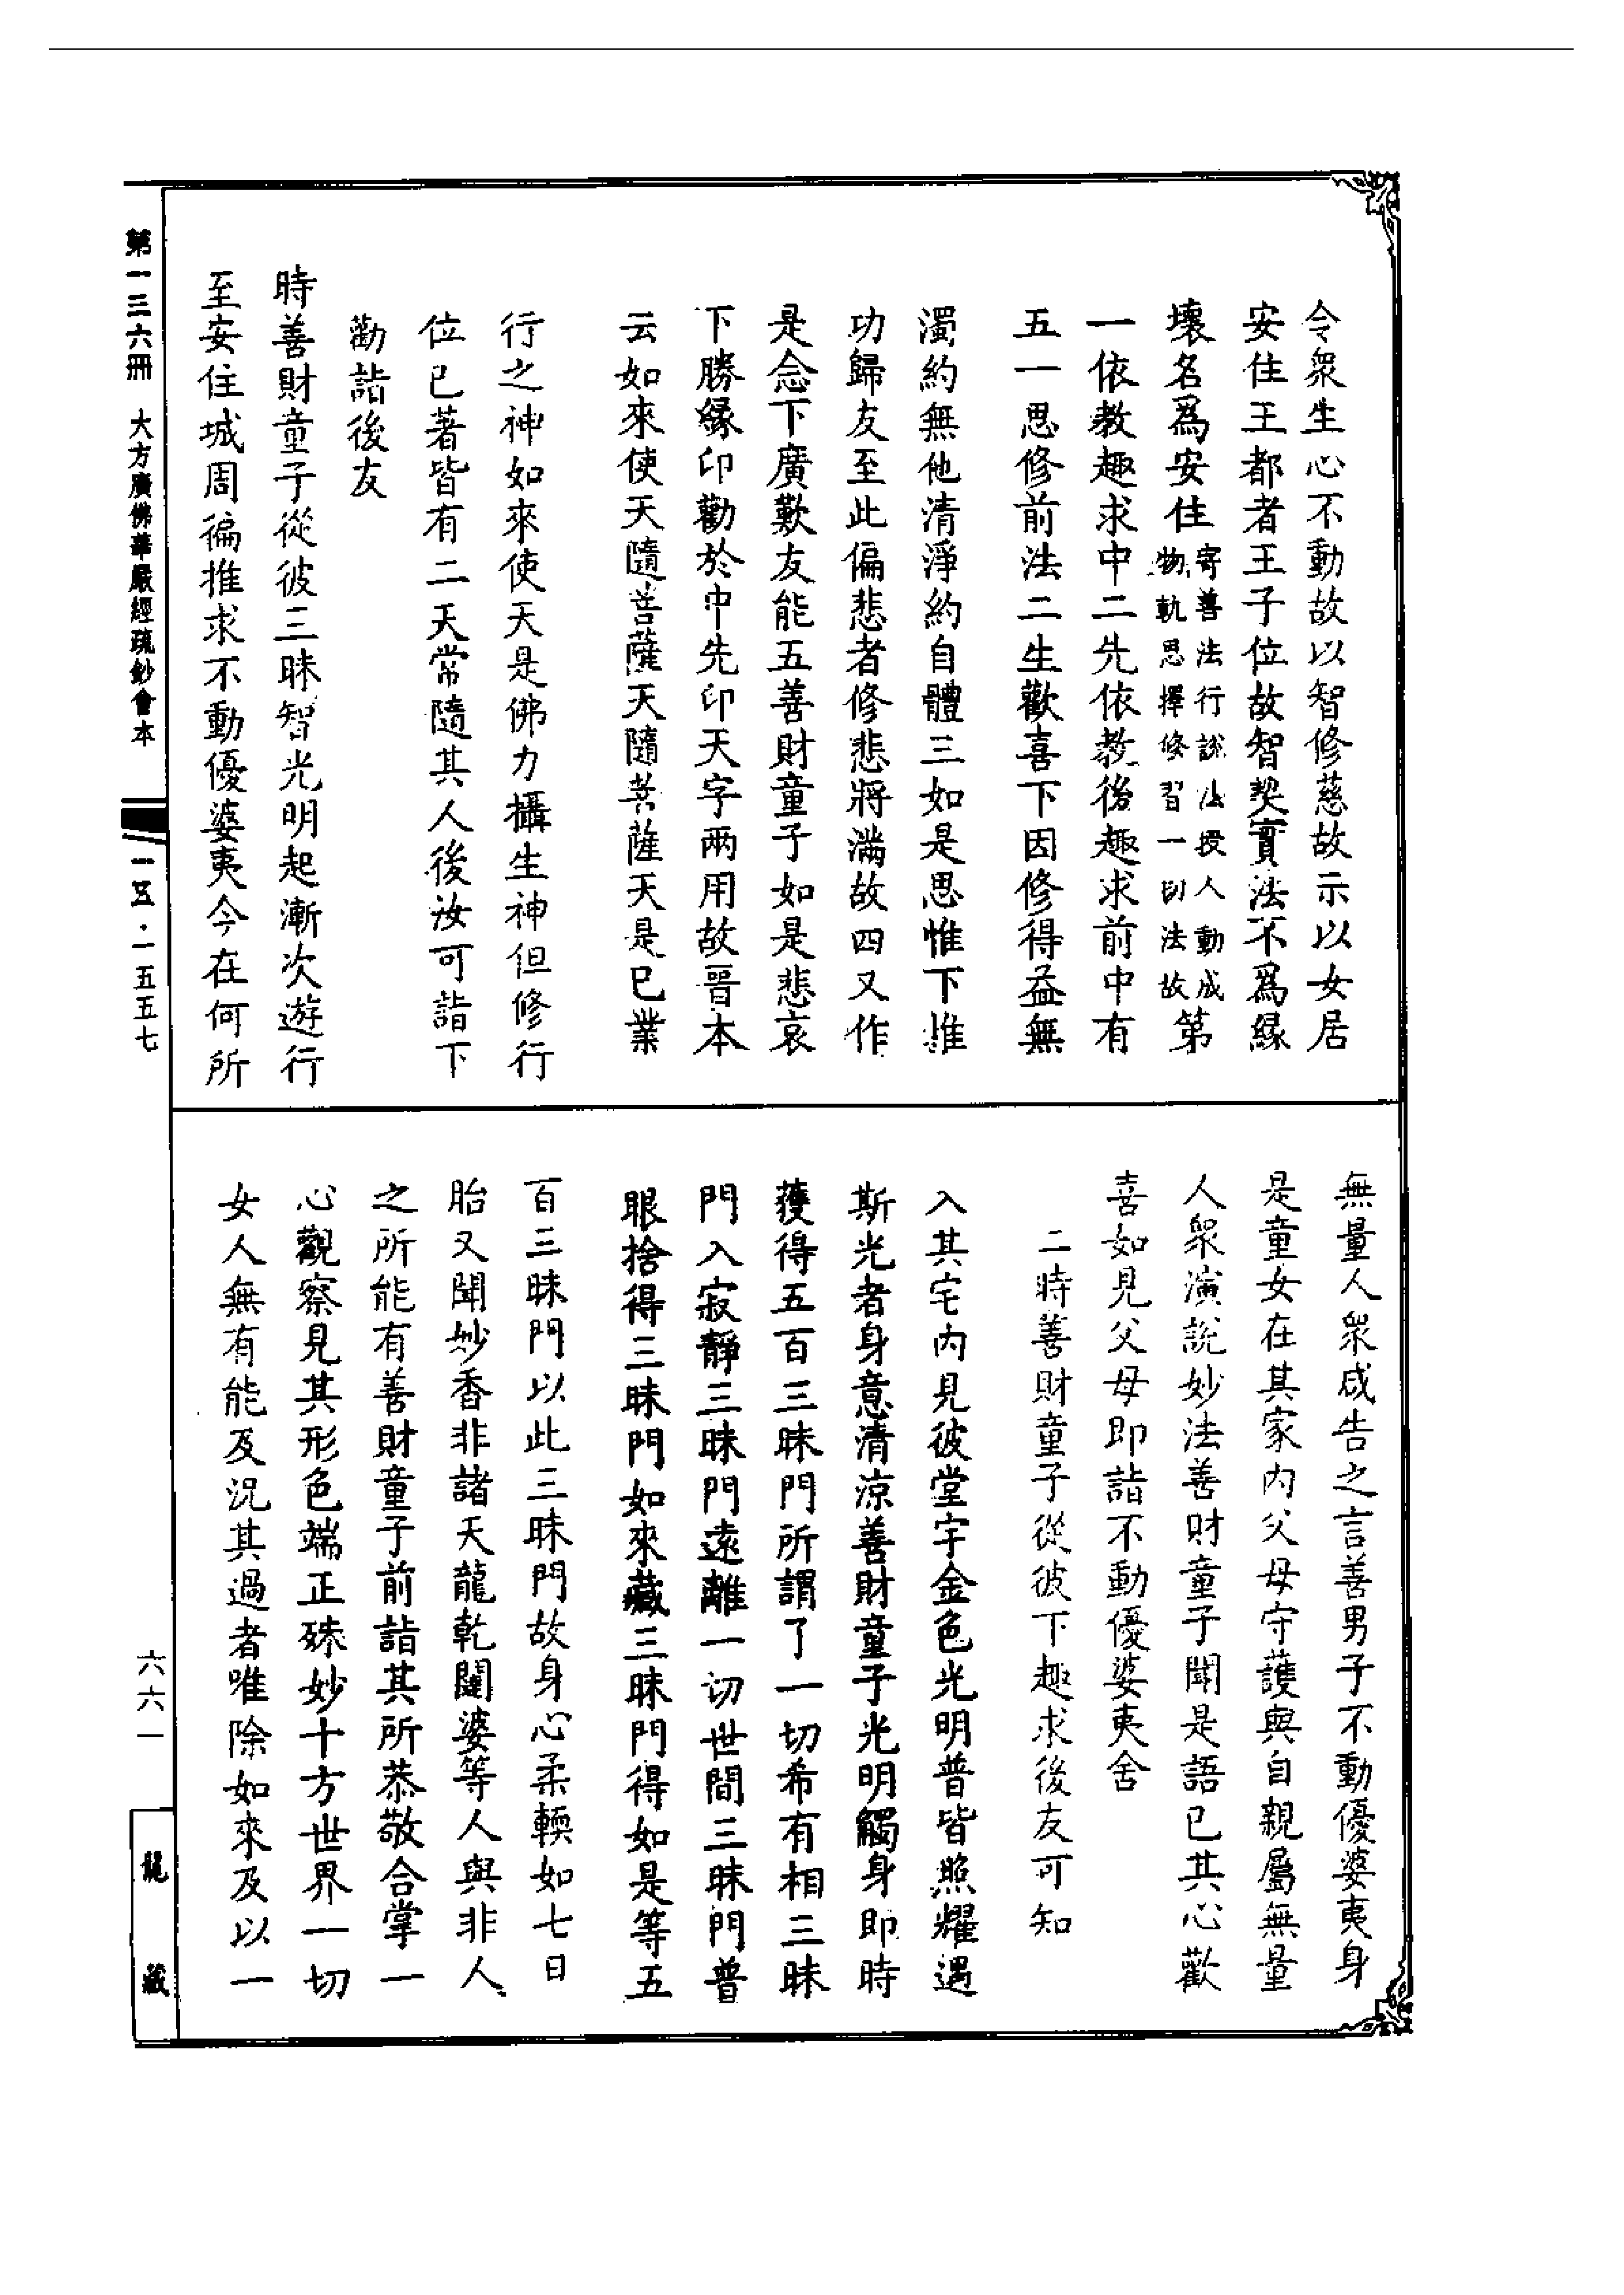 令衆生心不動故以智修慈故示以女居
安住王都者王子位故智契實法不爲緣
壞名爲安住寄善法行說法授人動成物軌思擇修習一切法故第
一依教趣求中二先依教後趣求前中有
五一思修前法二生歡喜下因修得益無
濁約無他清淨約自體三如是思惟下推
功歸友至此偏悲者修悲將滿故四又作
是念下廣歎友能五善財童子如是悲哀
下勝緣印勸於中先印天字兩用故晉本
云如來使天隨菩薩天隨菩薩天是已業
行之神如來使天是佛力攝生神但修行
位已著皆有二天常隨其人後汝可詣下
勸詣後友
時善財童子從彼三昧智光明起漸次遊行
至安住城周徧推求不動優婆夷今在何所
無量人衆咸告之言善男子不動優婆夷身
是童女在其家內父母守護與自親屬無量
人衆演說妙法善財童子聞是語已其心歡
喜如見父母即詣不動優婆夷舍
二時善財童子從彼下趣求後友可知
入其宅內見彼堂宇金色光明普皆照耀遇
斯光者身意清涼善財童子光明觸身即時
獲得五百三昧門所謂了一切希有相三昧
門入寂靜三昧門遠離一切世間三昧門普
眼捨得三昧門如來藏三昧門得如是等五
百三昧門以此三昧門故身心柔輭如七日
胎又聞妙香非諸天龍乾闥婆等人與非人
之所能有善財童子前詣其所恭敬合掌一
心觀察見其形色端正殊妙十方世界一切
女人無有能及況其過者唯除如來及以一
第一三六冊 大方廣佛華嚴經疏鈔會本
一五·一五五七
六六一
龍藏